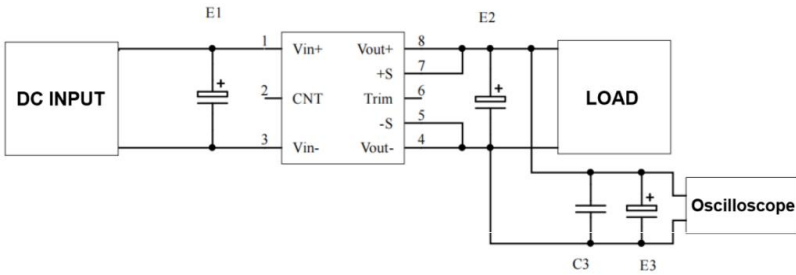 E1
E2
1 Vin+ Vout+ 8
+S 7
DC INPUT
+
2 CNT Trim 6
+
LOAD
-S 5
3 Vin- Vout- 4
+
Oscilloscope
C3 E3